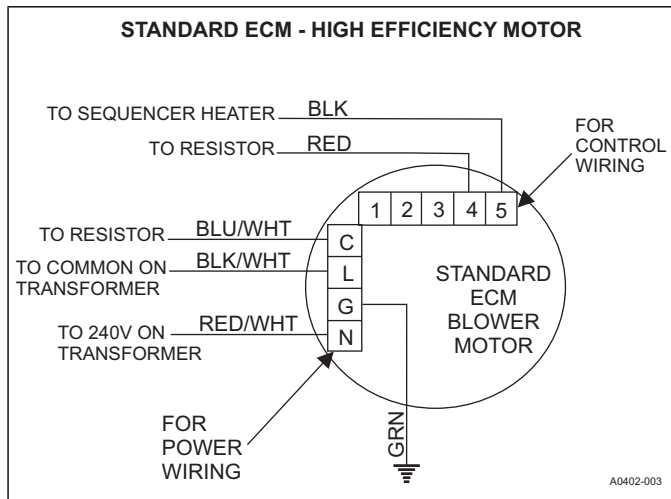 STANDARD ECM - HIGH EFFICIENCY MOTOR
TO SEQUENCER HEATER BLK
TO RESISTOR RED
FOR
CONTROL
WIRING
1 2 3 4 5
TO RESISTOR BLU/WHT
C
TO COMMON ON
TRANSFORMER
BLK/WHT
L
G
TO 240V ON
TRANSFORMER
RED/WHT
N
STANDARD
ECM
BLOWER
MOTOR
FOR
POWER
WIRING
GRN
A0402-003